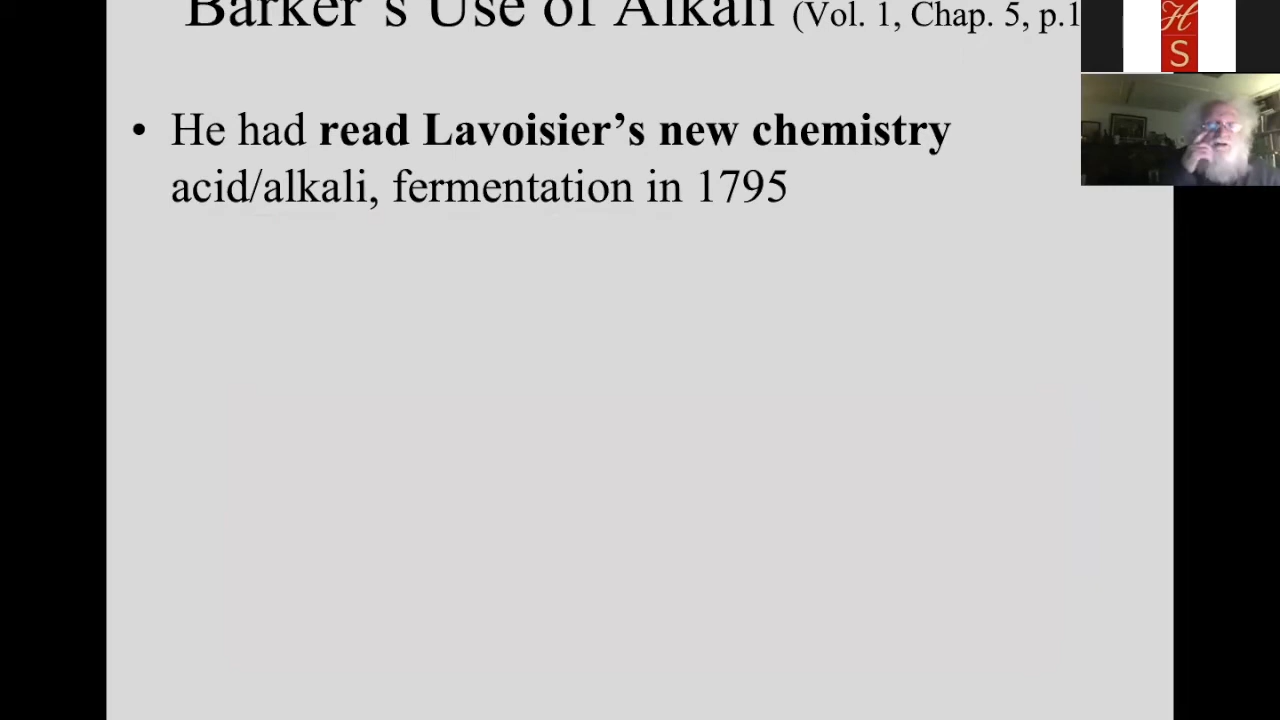 Barker's Use of Alkali (Vol. 1, Chap. 5, p.1
• He had read Lavoisier's new chemistry
acid/alkali, fermentation in 1795
H
S